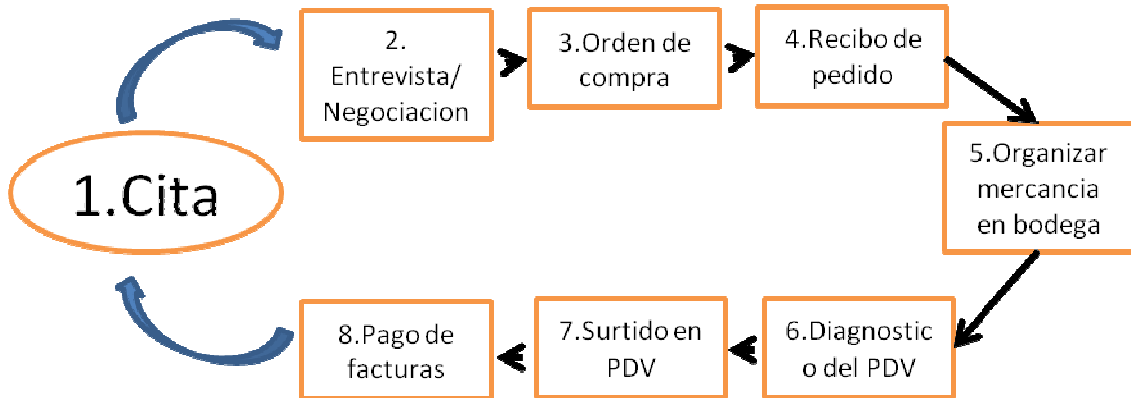 1.Cita
2.
Entrevista/
Negociacion
3.Orden de
compra
4.Recibo de
pedido
5.Organizar
mercancia
en bodega
6.Diagnostic
o del PDV
7.Surtido en
PDV
8.Pago de
facturas